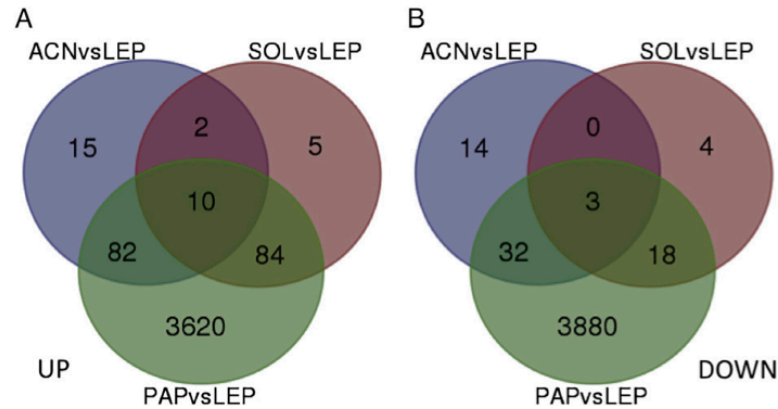 A
B
ACNvsLEP SOLvsLEP
ACNvsLEP SOLvsLEP
15 2 5
14 0 4
10
3
82 84
32 18
3620
3880
UP
DOWN
PAPvsLEP
PAPvsLEP